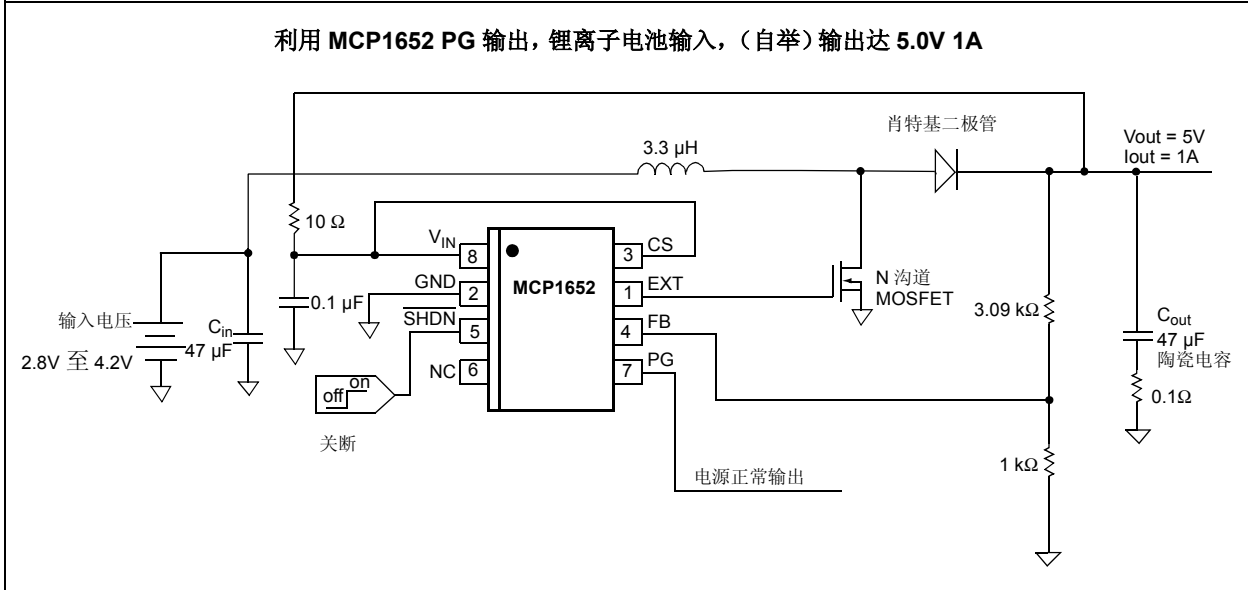 利用 MCP1652 PG 输出，锂离子电池输入，（自举）输出达 5.0V 1A
肖特基二极管
Vout = 5V
Iout = 1A
3.3 µH
10 Ω
VIN
8
3
CS
MCP1652
N 沟道
MOSFET
GND
2
1
EXT
0.1 µF
3.09 kΩ
输入电压
2.8V 至 4.2V
Cin
47 µF
SHDN
5
4
FB
Cout
47 µF
陶瓷电容
0.1Ω
NC
6
7
PG
off
on
关断
电源正常输出
1 kΩ